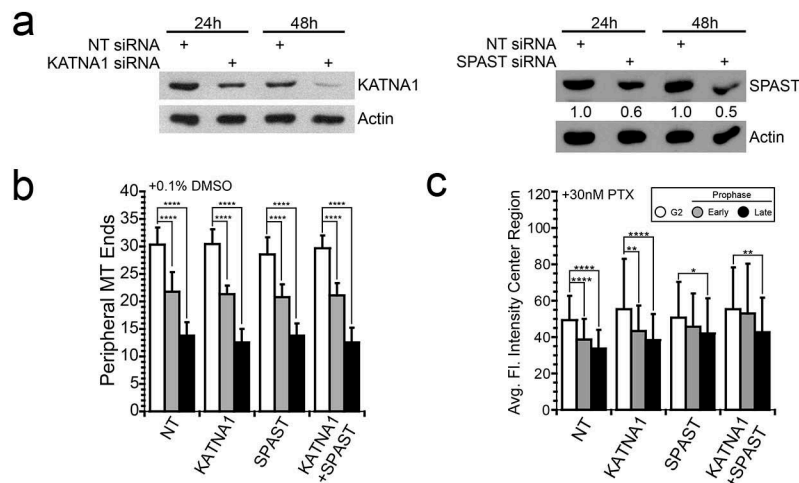 a
24h 48h
NT siRNA + +
KATNA1 siRNA + +
KATNA1
Actin
24h 48h
NT siRNA + +
SPAST siRNA + +
SPAST
1.0 0.6 1.0 0.5
Actin
b
+0.1% DMSO
Peripheral MT Ends
40
35
30
25
20
15
10
5
0
**** **** **** ****
**** **** **** ****
NT
KATNA1
SPAST
KATNA1
+SPAST
c
+30nM PTX
Prophase
G2 Early Late
Avg. Fl. Intensity Center Region
120
100
80
60
40
20
0
****
****
****
**
*
**
NT
KATNA1
SPAST
KATNA1
+SPAST